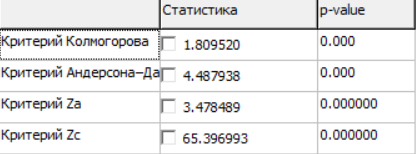 Статистика p-value
Критерий Колмогорова 1.809520 0.000
Критерий Андерсона–Да 4.487938 0.000
Критерий Za 3.478489 0.000000
Критерий Zc 65.396993 0.000000